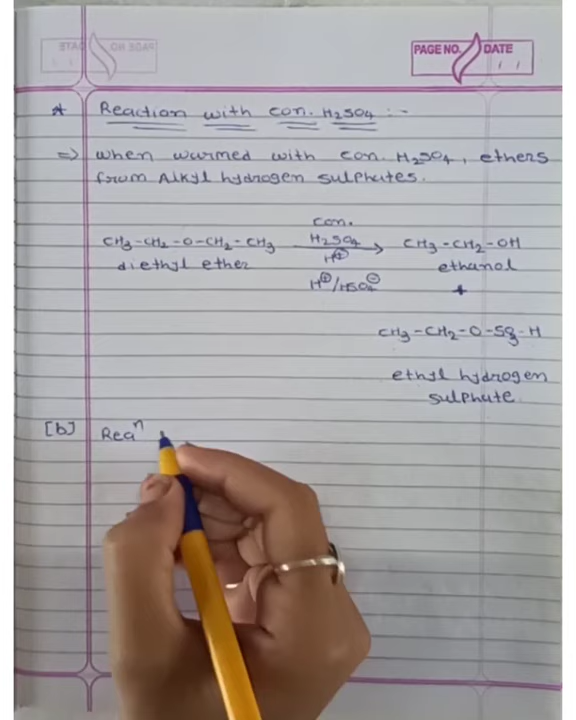 PAGE NO. DATE
* Reaction with con. H2SO4 :-
=> when warmed with con. H2SO4, ethers
from Alkyl hydrogen sulphates.
CH3-CH2-O-CH2-CH3 con. H2SO4 H⊕ → CH3-CH2-OH
diethyl ether H⊕/HSO4⊖ ethanol
+
CH3-CH2-O-SO3-H
ethyl hydrogen
sulphate
[b] Reaⁿ